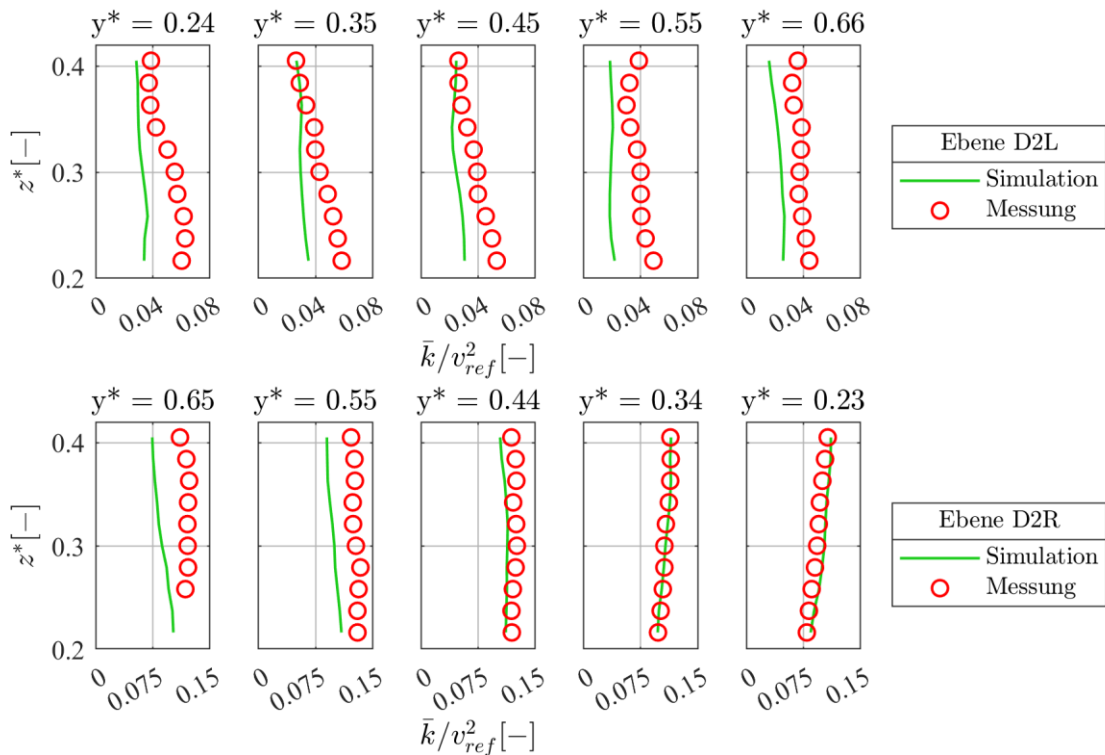 y* = 0.24 y* = 0.35 y* = 0.45 y* = 0.55 y* = 0.66
0.4
0.3
0.2
z*[−]
0 0.04 0.08 0 0.04 0.08 0 0.04 0.08 0 0.04 0.08 0 0.04 0.08
k̄/v²ref[−]
Ebene D2L
Simulation
Messung
y* = 0.65 y* = 0.55 y* = 0.44 y* = 0.34 y* = 0.23
0.4
0.3
0.2
z*[−]
0 0.075 0.15 0 0.075 0.15 0 0.075 0.15 0 0.075 0.15 0 0.075 0.15
k̄/v²ref[−]
Ebene D2R
Simulation
Messung